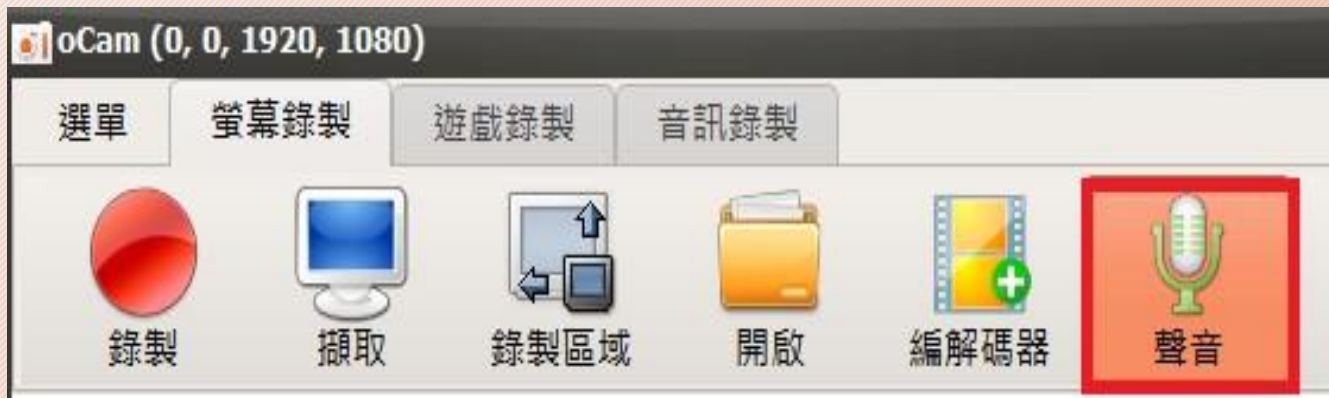 oCam (0, 0, 1920, 1080)
選單 螢幕錄製 遊戲錄製 音訊錄製
錄製 擷取 錄製區域 開啟 編解碼器 聲音